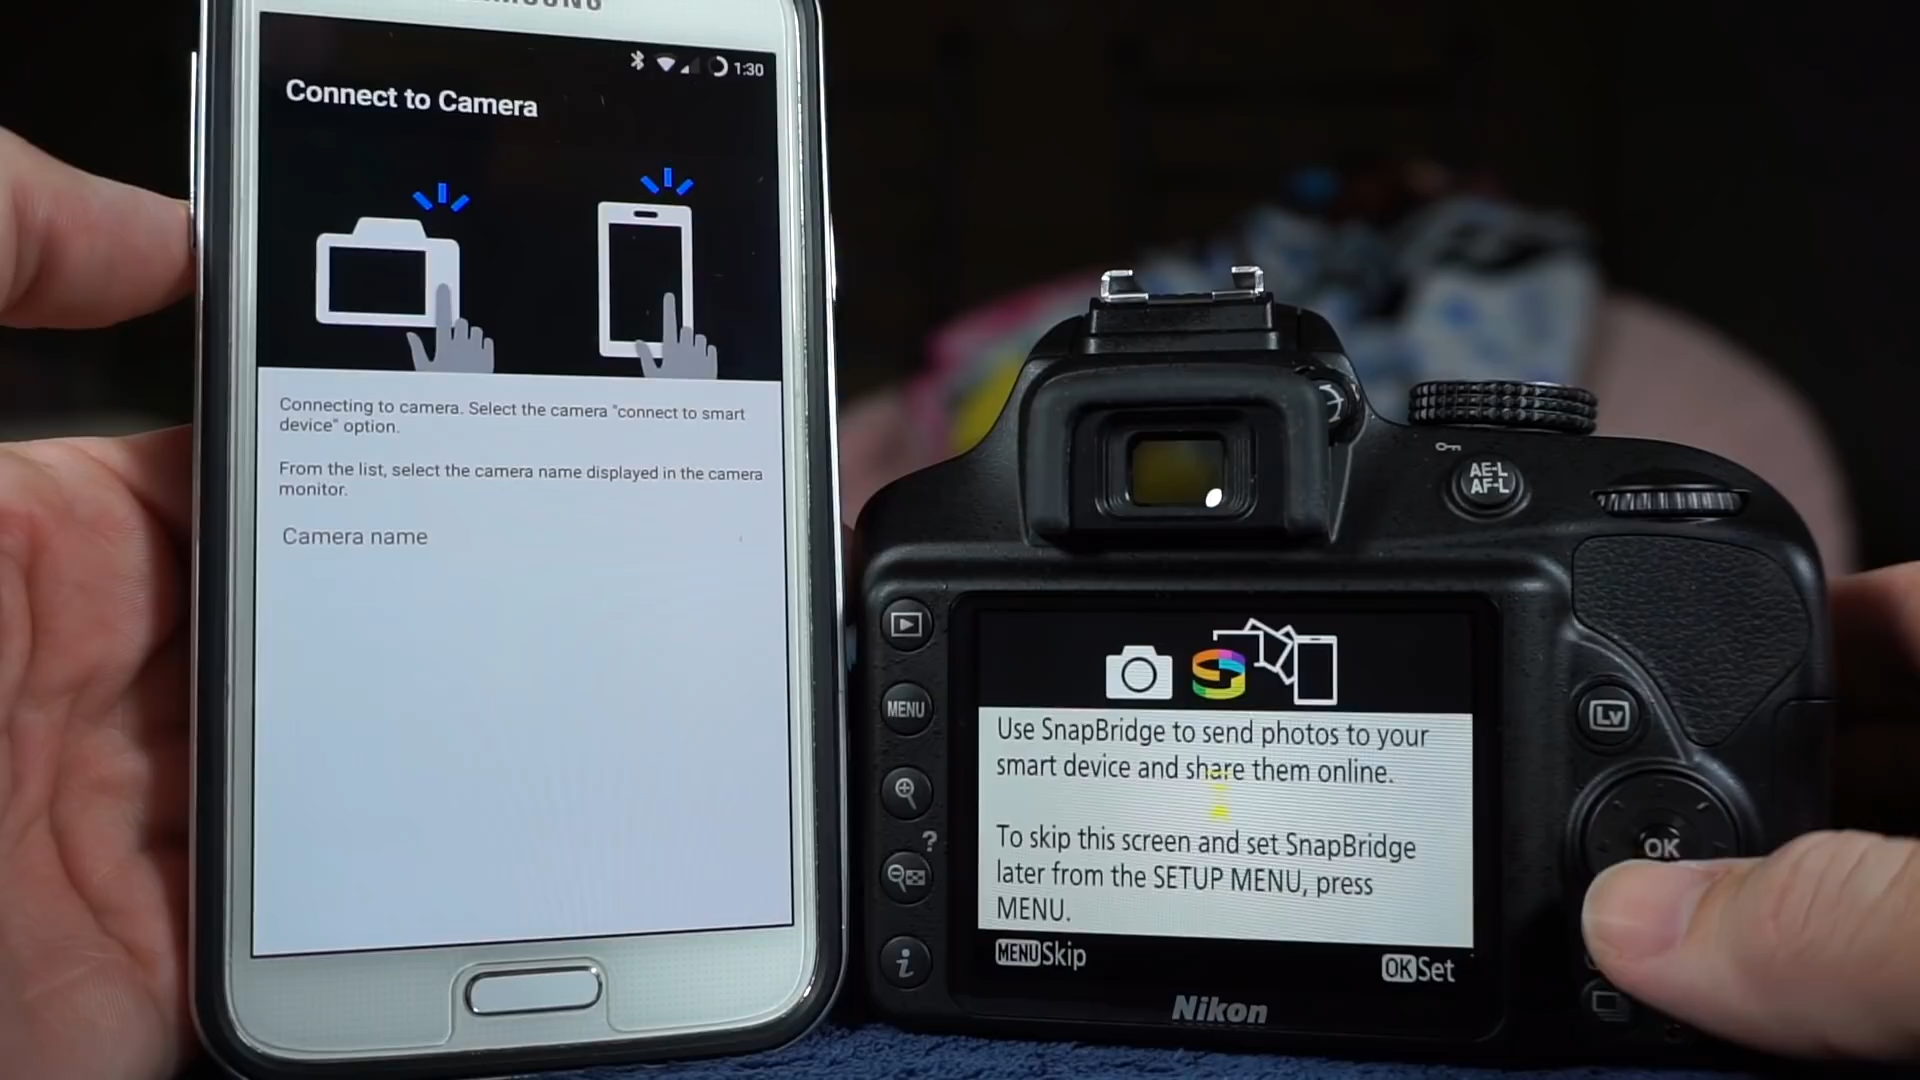 SAMSUNG
1:30
Connect to Camera
Connecting to camera. Select the camera "connect to smart
device" option.
From the list, select the camera name displayed in the camera
monitor.
Camera name
AE-L
AF-L
MENU
?
i
Lv
OK
Use SnapBridge to send photos to your
smart device and share them online.
To skip this screen and set SnapBridge
later from the SETUP MENU, press
MENU.
MENU Skip
OK Set
Nikon